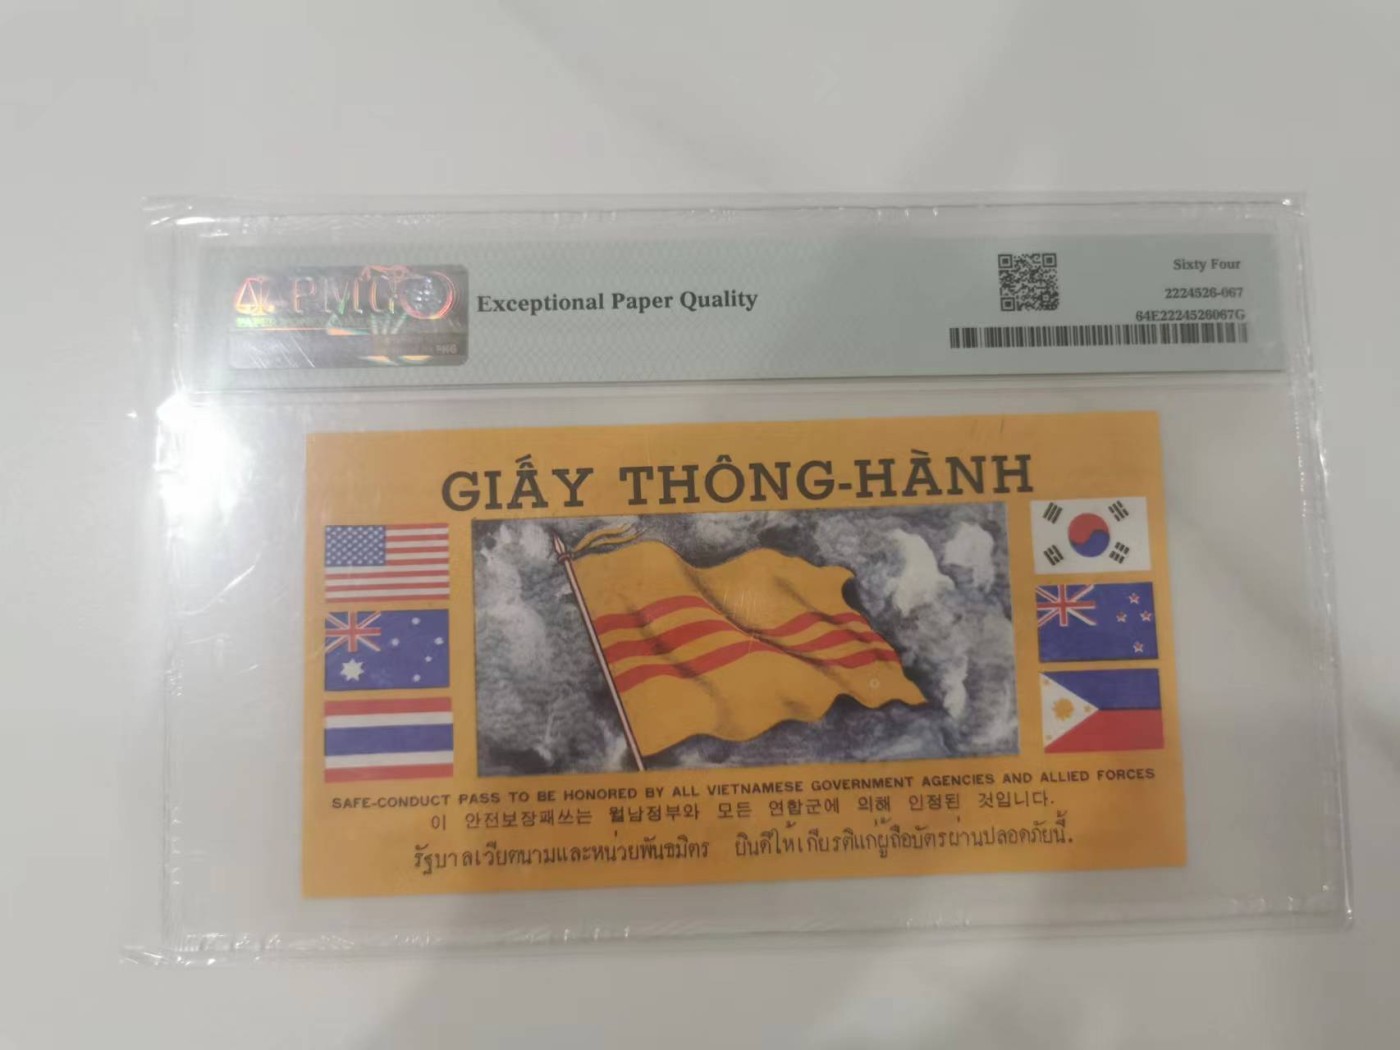 PMG
Exceptional Paper Quality
Sixty Four
2224526-067
64E2224526067G
GIẤY THÔNG-HÀNH
SAFE-CONDUCT PASS TO BE HONORED BY ALL VIETNAMESE GOVERNMENT AGENCIES AND ALLIED FORCES
이 안전보장패쓰는 월남정부와 모든 연합군에 의해 인정된 것입니다.
รัฐบาลเวียตนามและหน่วยพันธมิตร ยินดีให้เกียรติแก่ผู้ถือบัตรผ่านปลอดภัยนี้.